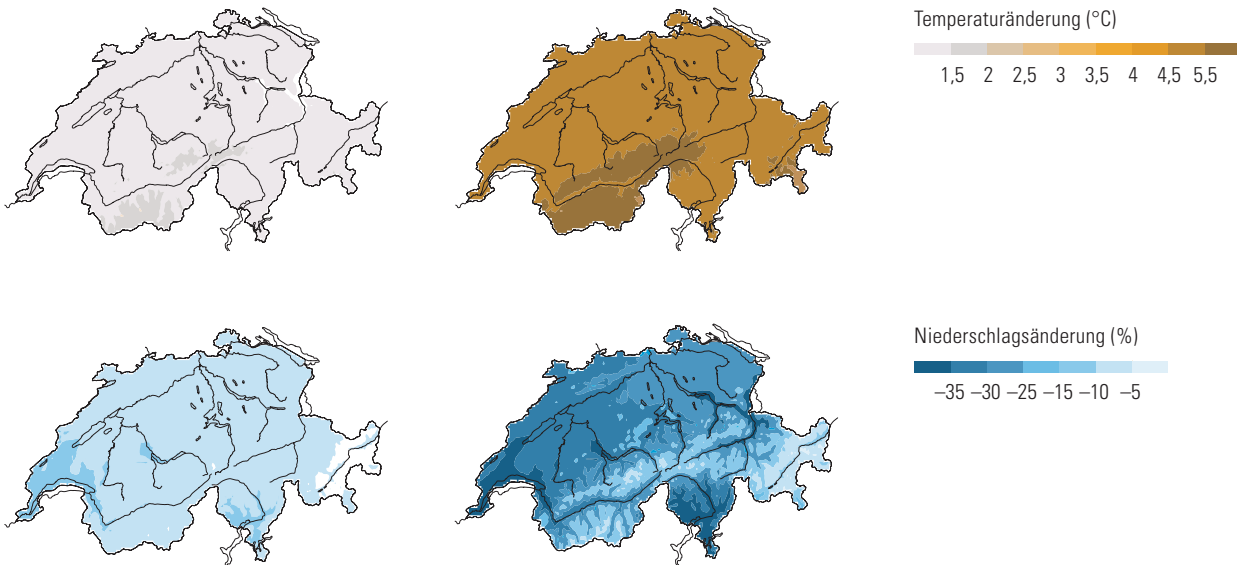 Temperaturänderung (°C)
1,5 2 2,5 3 3,5 4 4,5 5,5
Niederschlagsänderung (%)
–35 –30 –25 –15 –10 –5